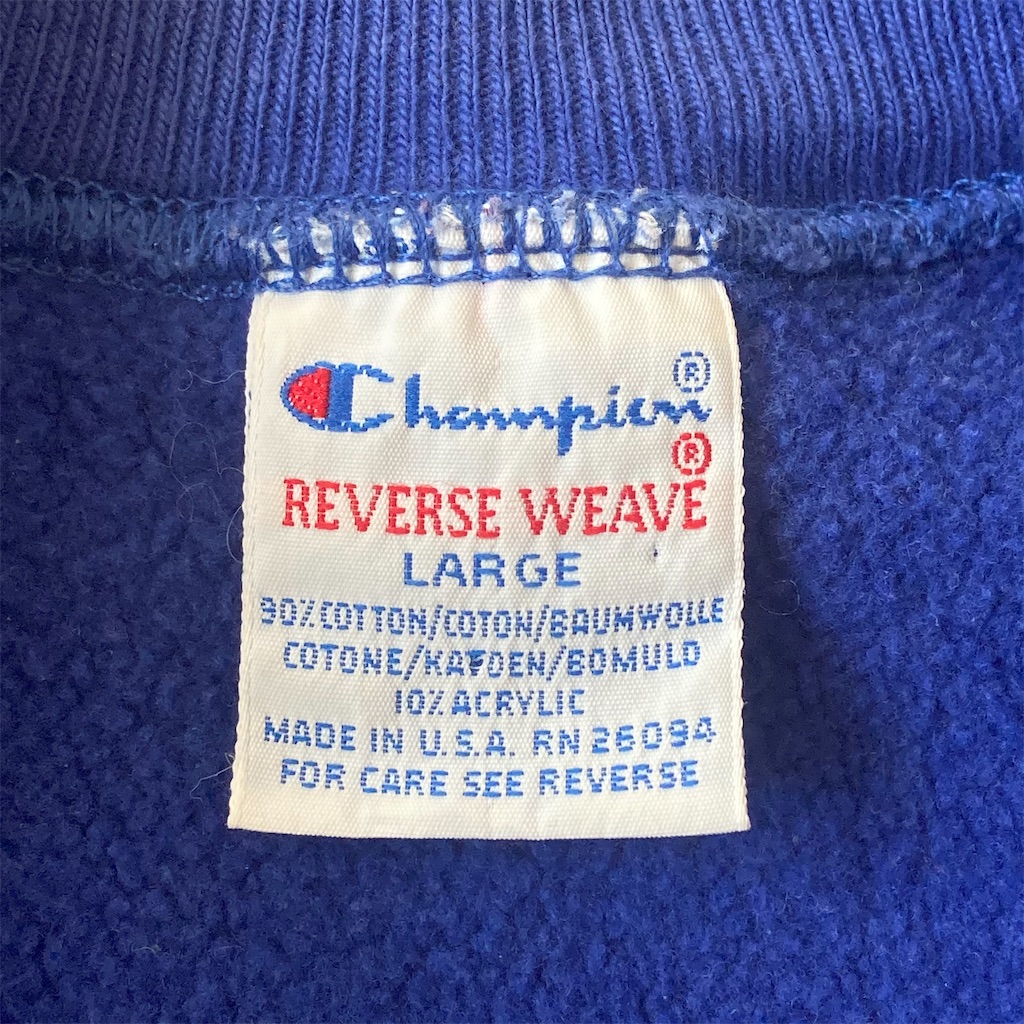 Champion®
REVERSE WEAVE®
LARGE
90% COTTON/COTON/BAUMWOLLE
COTONE/KATOEN/BOMULD
10% ACRYLIC
MADE IN U.S.A. RN 26094
FOR CARE SEE REVERSE